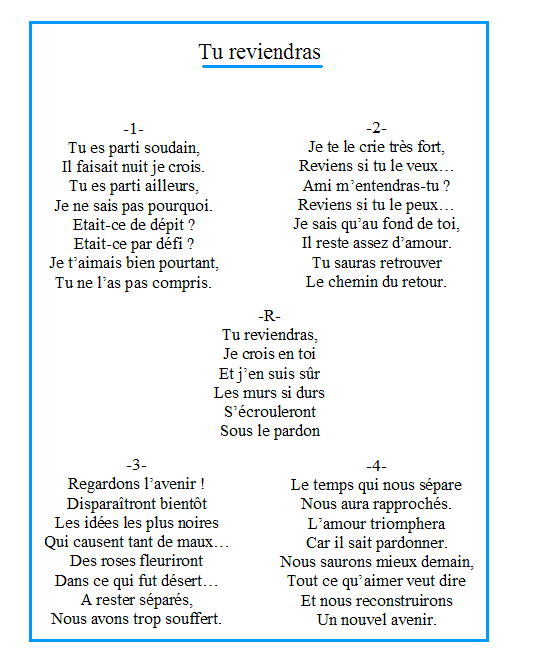 Tu reviendras
-1-
Tu es parti soudain,
Il faisait nuit je crois.
Tu es parti ailleurs,
Je ne sais pas pourquoi.
Etait-ce de dépit ?
Etait-ce par défi ?
Je t’aimais bien pourtant,
Tu ne l’as pas compris.
-2-
Je te le crie très fort,
Reviens si tu le veux…
Ami m’entendras-tu ?
Reviens si tu le peux…
Je sais qu’au fond de toi,
Il reste assez d’amour.
Tu sauras retrouver
Le chemin du retour.
-R-
Tu reviendras,
Je crois en toi
Et j’en suis sûr
Les murs si durs
S’écrouleront
Sous le pardon
-3-
Regardons l’avenir !
Disparaîtront bientôt
Les idées les plus noires
Qui causent tant de maux…
Des roses fleuriront
Dans ce qui fut désert…
A rester séparés,
Nous avons trop souffert.
-4-
Le temps qui nous sépare
Nous aura rapprochés.
L’amour triomphera
Car il sait pardonner.
Nous saurons mieux demain,
Tout ce qu’aimer veut dire
Et nous reconstruirons
Un nouvel avenir.